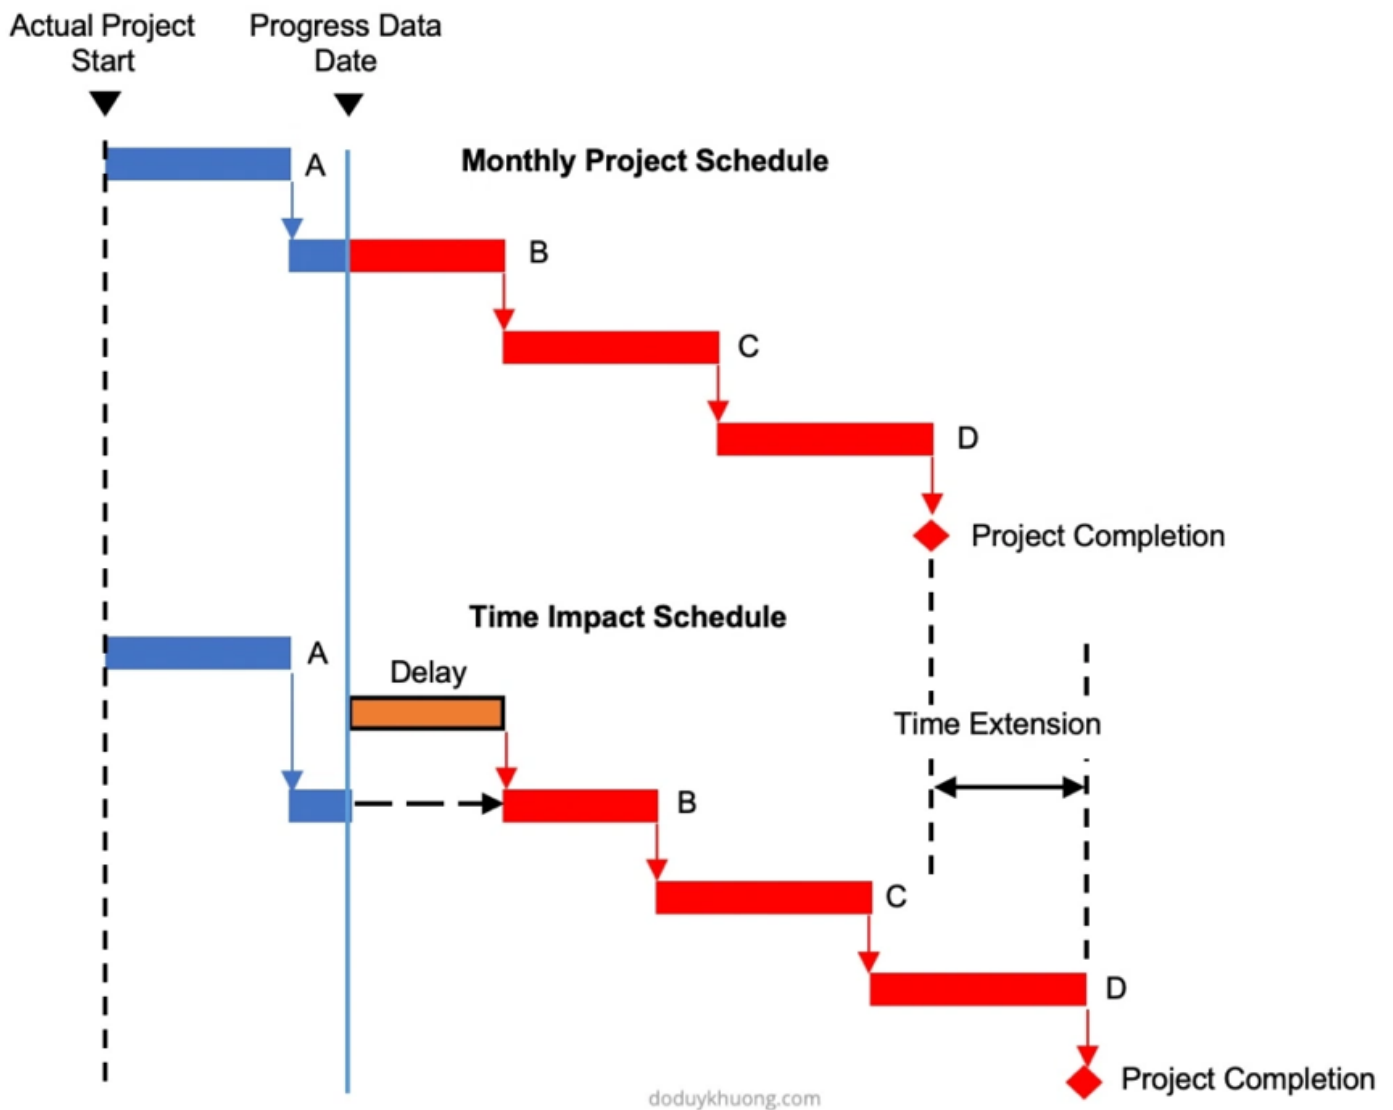 Actual Project
Start
Progress Data
Date
A
Monthly Project Schedule
B
C
D
Project Completion
Time Impact Schedule
A
Delay
Time Extension
B
C
D
Project Completion
doduykhuong.com